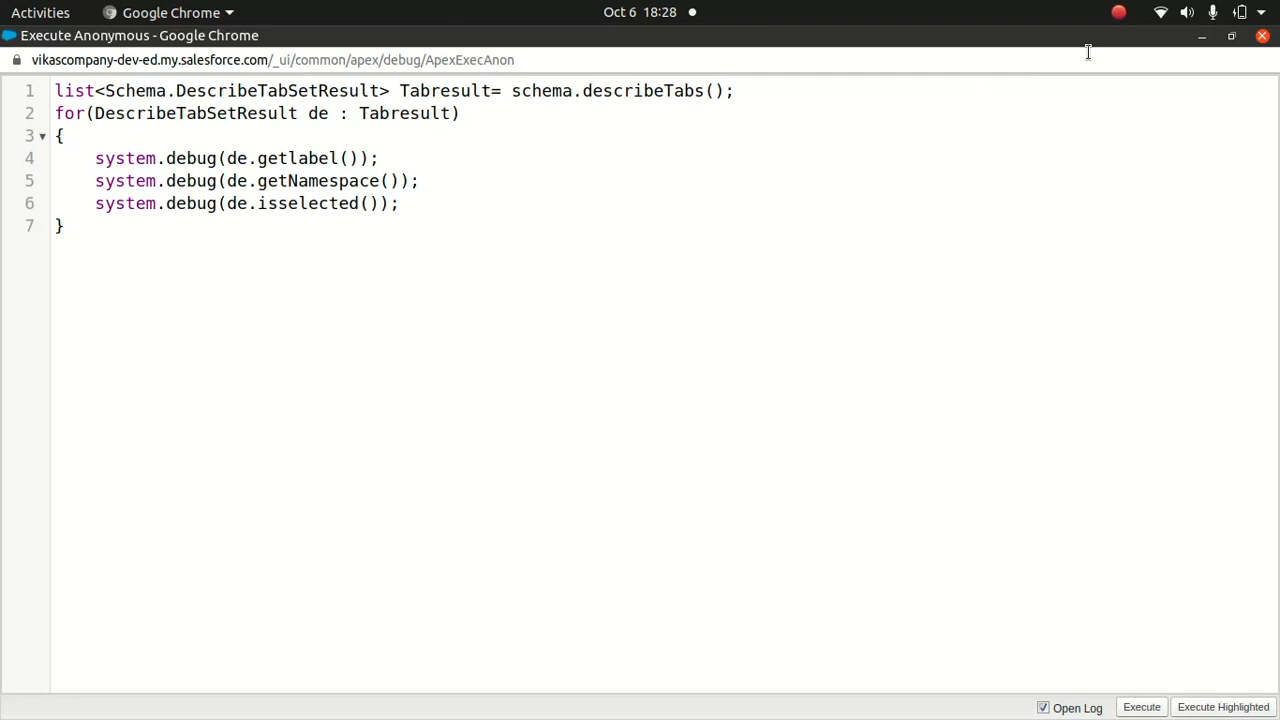 Activities Google Chrome Oct 6 18:28
Execute Anonymous - Google Chrome
vikascompany-dev-ed.my.salesforce.com/_ui/common/apex/debug/ApexExecAnon
1 list<Schema.DescribeTabSetResult> Tabresult= schema.describeTabs();
2 for(DescribeTabSetResult de : Tabresult)
3 {
4 system.debug(de.getlabel());
5 system.debug(de.getNamespace());
6 system.debug(de.isselected());
7 }
Open Log Execute Execute Highlighted